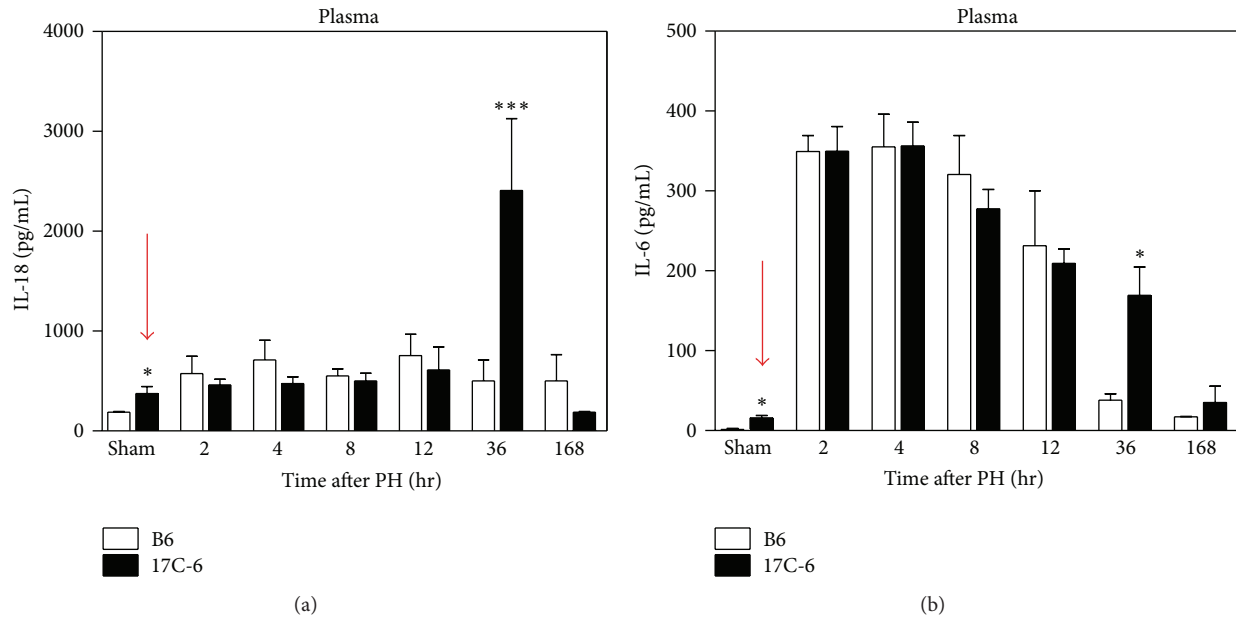 Plasma
4000
3000
2000
1000
0
IL-18 (pg/mL)
*
***
Sham 2 4 8 12 36 168
Time after PH (hr)
B6
17C-6
(a)
Plasma
500
400
300
200
100
0
IL-6 (pg/mL)
*
*
Sham 2 4 8 12 36 168
Time after PH (hr)
B6
17C-6
(b)